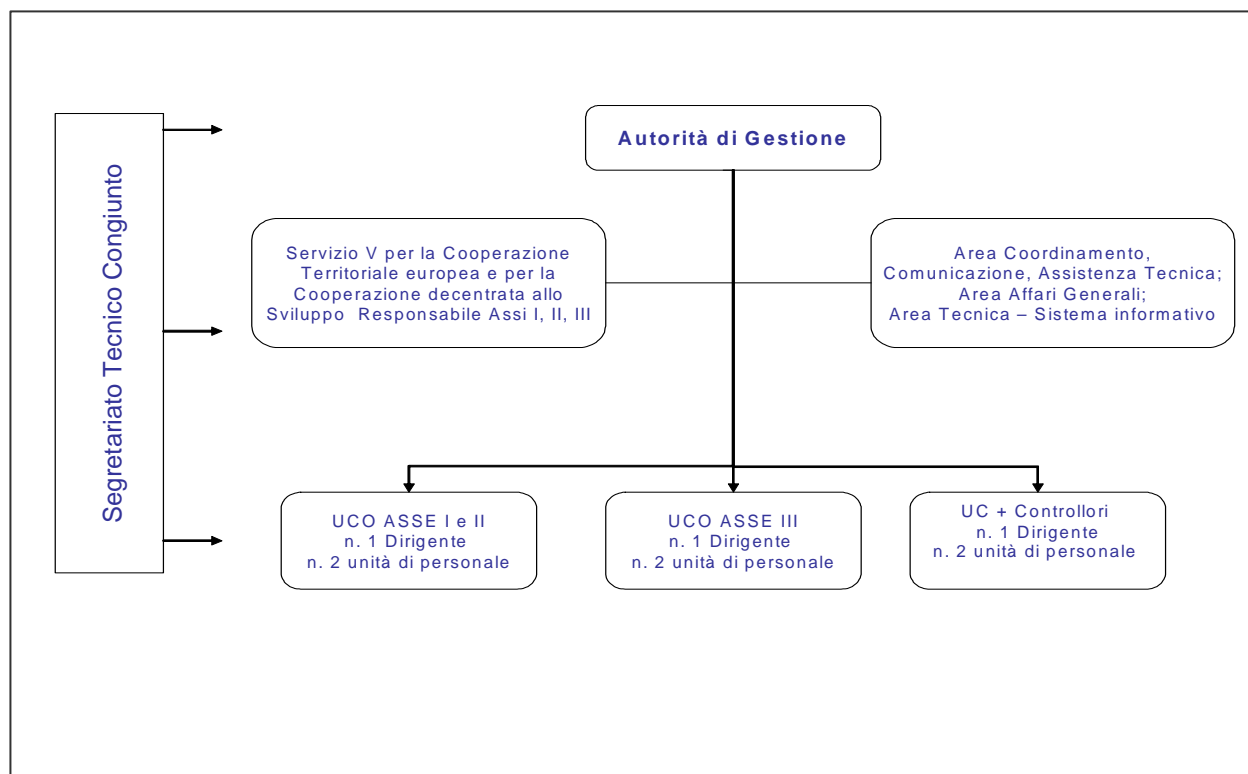 Segretariato Tecnico Congiunto
Autorità di Gestione
Servizio V per la Cooperazione
Territoriale europea e per la
Cooperazione decentrata allo
Sviluppo Responsabile Assi I, II, III
Area Coordinamento,
Comunicazione, Assistenza Tecnica;
Area Affari Generali;
Area Tecnica – Sistema informativo
UCO ASSE I e II
n. 1 Dirigente
n. 2 unità di personale
UCO ASSE III
n. 1 Dirigente
n. 2 unità di personale
UC + Controllori
n. 1 Dirigente
n. 2 unità di personale